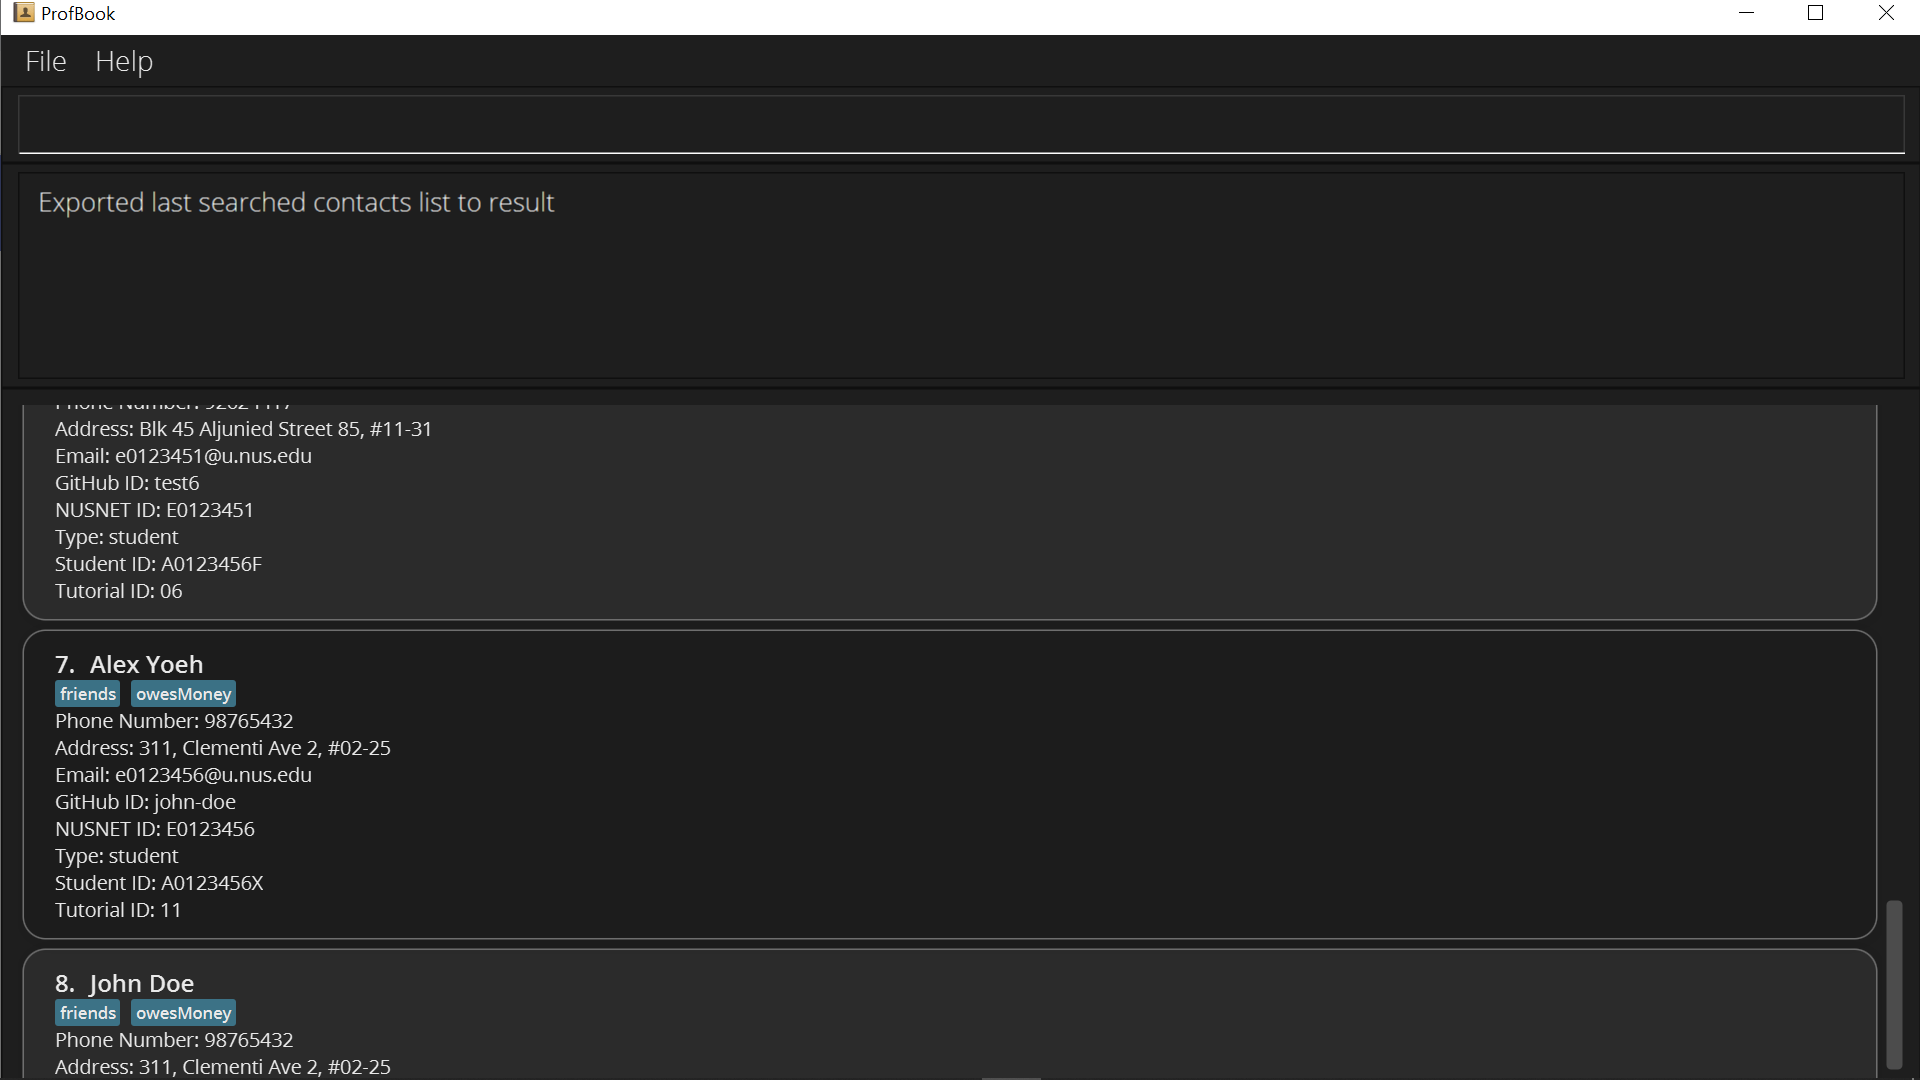 ProfBook
File Help
Exported last searched contacts list to result
Phone Number:
Address: Blk 45 Aljunied Street 85, #11-31
Email: e0123451@u.nus.edu
GitHub ID: test6
NUSNET ID: E0123451
Type: student
Student ID: A0123456F
Tutorial ID: 06
7. Alex Yoeh
friends owesMoney
Phone Number: 98765432
Address: 311, Clementi Ave 2, #02-25
Email: e0123456@u.nus.edu
GitHub ID: john-doe
NUSNET ID: E0123456
Type: student
Student ID: A0123456X
Tutorial ID: 11
8. John Doe
friends owesMoney
Phone Number: 98765432
Address: 311, Clementi Ave 2, #02-25